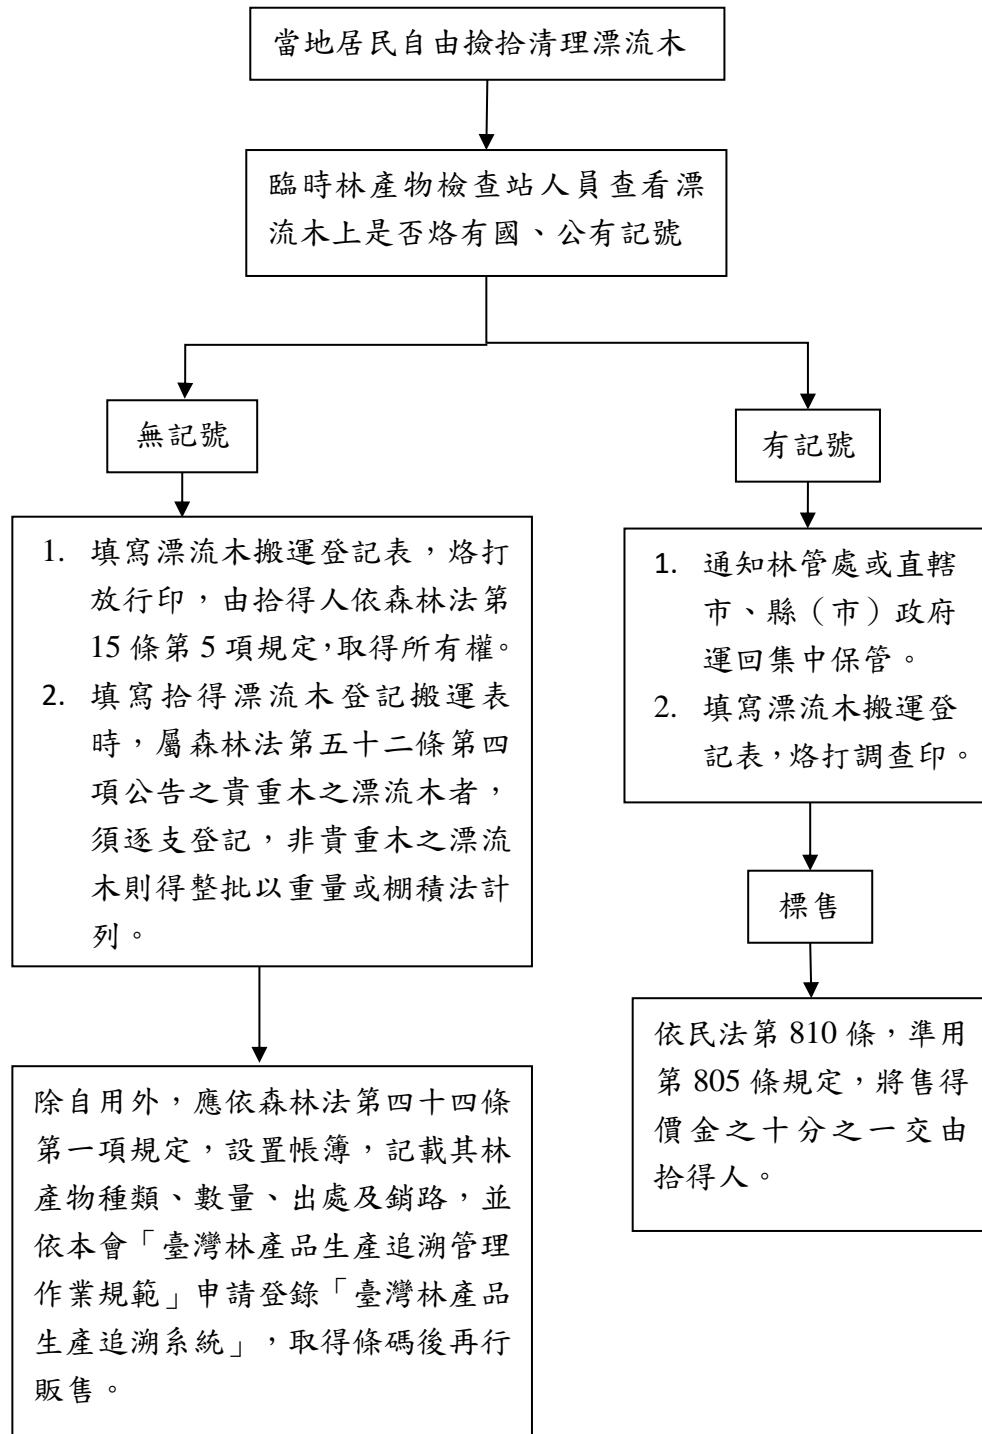 當地居民自由撿拾清理漂流木
臨時林產物檢查站人員查看漂
流木上是否烙有國、公有記號
無記號
有記號
1. 填寫漂流木搬運登記表，烙打
放行印，由拾得人依森林法第
15 條第 5 項規定，取得所有權。
2. 填寫拾得漂流木登記搬運表
時，屬森林法第五十二條第四
項公告之貴重木之漂流木者，
須逐支登記，非貴重木之漂流
木則得整批以重量或棚積法計
列。
1. 通知林管處或直轄
市、縣（市）政府
運回集中保管。
2. 填寫漂流木搬運登
記表，烙打調查印。
標售
依民法第 810 條，準用
第 805 條規定，將售得
價金之十分之一交由
拾得人。
除自用外，應依森林法第四十四條
第一項規定，設置帳簿，記載其林
產物種類、數量、出處及銷路，並
依本會「臺灣林產品生產追溯管理
作業規範」申請登錄「臺灣林產品
生產追溯系統」，取得條碼後再行
販售。